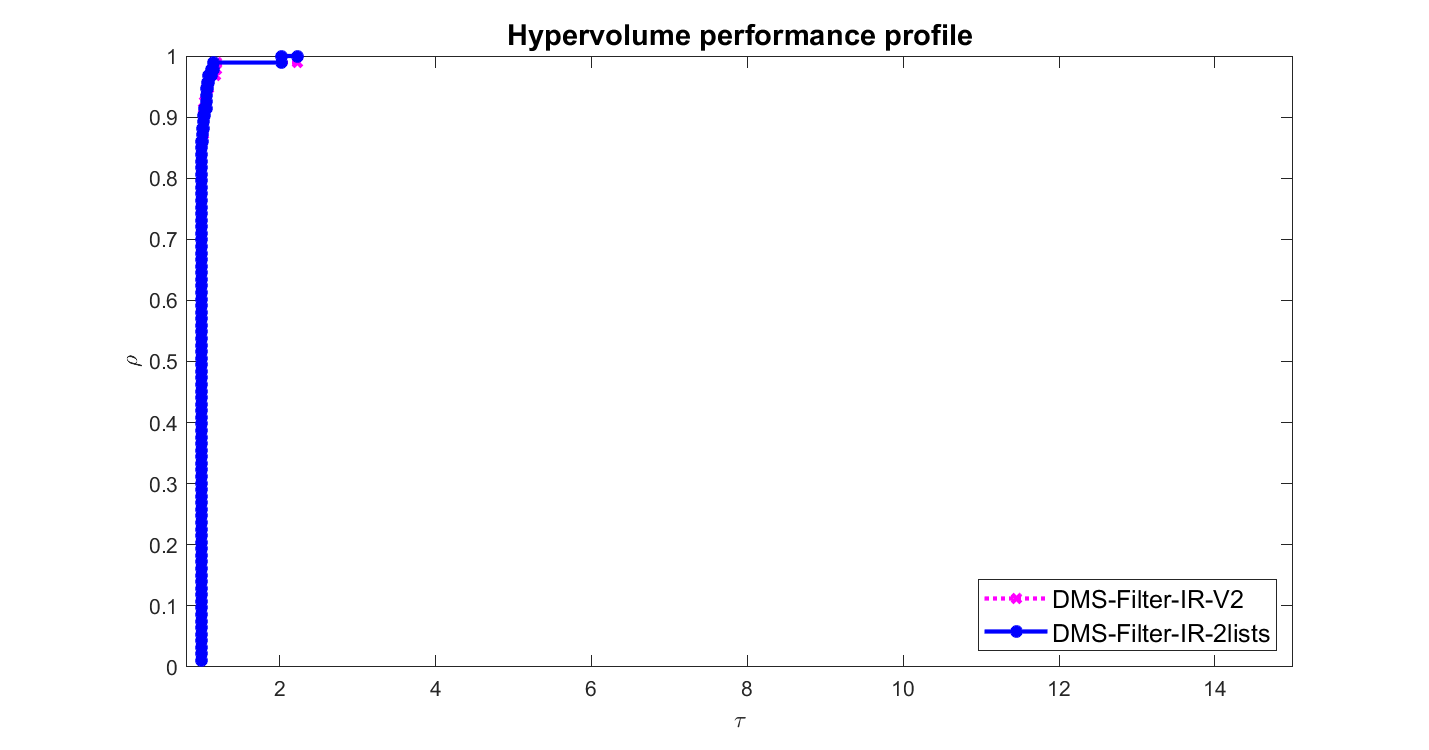 Hypervolume performance profile
1
0.9
0.8
0.7
0.6
0.5
0.4
0.3
0.2
0.1
0
ρ
2 4 6 8 10 12 14
τ
DMS-Filter-IR-V2
DMS-Filter-IR-2lists